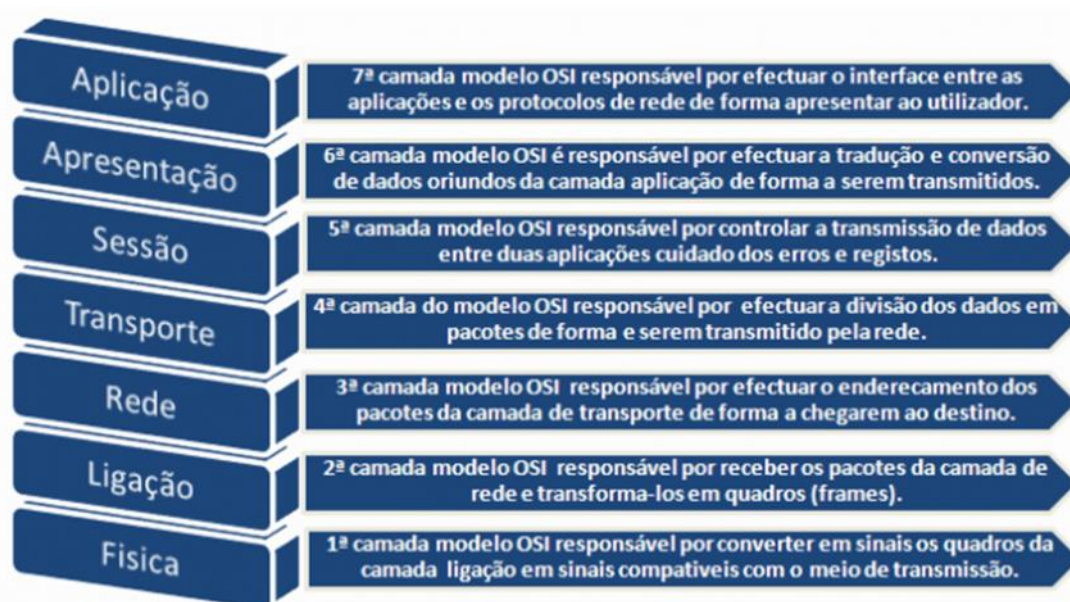 Aplicação
7ª camada modelo OSI responsável por efectuar o interface entre as
aplicações e os protocolos de rede de forma apresentar ao utilizador.
Apresentação
6ª camada modelo OSI é responsável por efectuar a tradução e conversão
de dados oriundos da camada aplicação de forma a serem transmitidos.
Sessão
5ª camada modelo OSI responsável por controlar a transmissão de dados
entre duas aplicações cuidado dos erros e registos.
Transporte
4ª camada do modelo OSI responsável por efectuar a divisão dos dados em
pacotes de forma e serem transmitido pela rede.
Rede
3ª camada modelo OSI responsável por efectuar o enderecamento dos
pacotes da camada de transporte de forma a chegarem ao destino.
Ligação
2ª camada modelo OSI responsável por receber os pacotes da camada de
rede e transforma-los em quadros (frames).
Fisica
1ª camada modelo OSI responsável por converter em sinais os quadros da
camada ligação em sinais compativeis com o meio de transmissão.